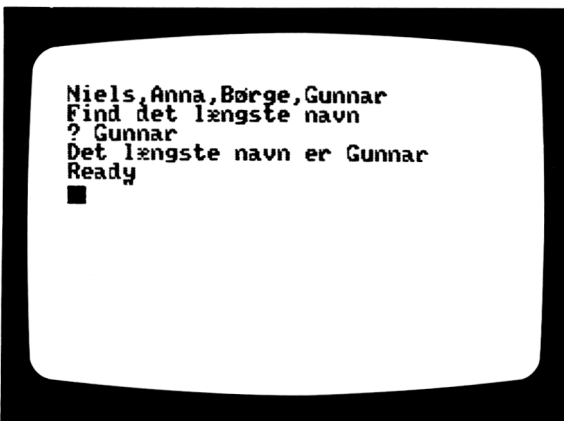 Niels,Anna,Børge,Gunnar
Find det længste navn
? Gunnar
Det længste navn er Gunnar
Ready